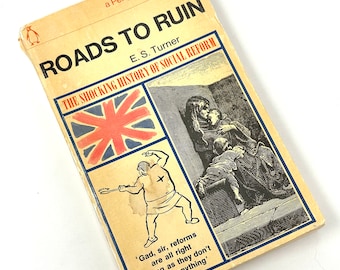 a Pe
ROADS TO RUIN
E. S. Turner
THE SHOCKING HISTORY OF SOCIAL REFORM
'Gad, sir, reforms
are all right
as they don't
ything'